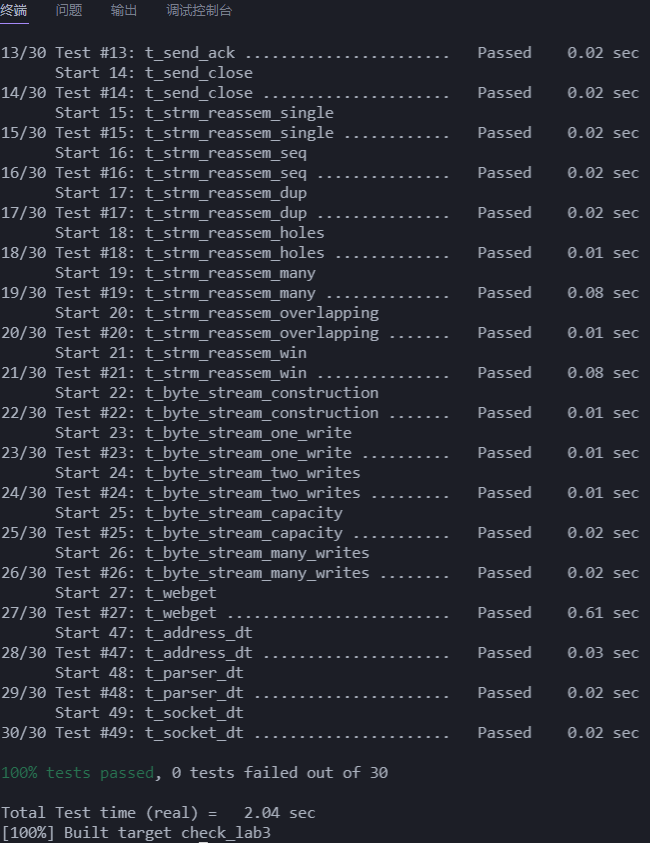 终端 问题 输出 调试控制台
13/30 Test #13: t_send_ack .......................   Passed    0.02 sec
      Start 14: t_send_close
14/30 Test #14: t_send_close .....................   Passed    0.02 sec
      Start 15: t_strm_reassem_single
15/30 Test #15: t_strm_reassem_single ............   Passed    0.02 sec
      Start 16: t_strm_reassem_seq
16/30 Test #16: t_strm_reassem_seq ...............   Passed    0.02 sec
      Start 17: t_strm_reassem_dup
17/30 Test #17: t_strm_reassem_dup ...............   Passed    0.02 sec
      Start 18: t_strm_reassem_holes
18/30 Test #18: t_strm_reassem_holes .............   Passed    0.01 sec
      Start 19: t_strm_reassem_many
19/30 Test #19: t_strm_reassem_many ..............   Passed    0.08 sec
      Start 20: t_strm_reassem_overlapping
20/30 Test #20: t_strm_reassem_overlapping .......   Passed    0.01 sec
      Start 21: t_strm_reassem_win
21/30 Test #21: t_strm_reassem_win ...............   Passed    0.08 sec
      Start 22: t_byte_stream_construction
22/30 Test #22: t_byte_stream_construction .......   Passed    0.01 sec
      Start 23: t_byte_stream_one_write
23/30 Test #23: t_byte_stream_one_write ..........   Passed    0.01 sec
      Start 24: t_byte_stream_two_writes
24/30 Test #24: t_byte_stream_two_writes .........   Passed    0.01 sec
      Start 25: t_byte_stream_capacity
25/30 Test #25: t_byte_stream_capacity ...........   Passed    0.02 sec
      Start 26: t_byte_stream_many_writes
26/30 Test #26: t_byte_stream_many_writes ........   Passed    0.02 sec
      Start 27: t_webget
27/30 Test #27: t_webget .........................   Passed    0.61 sec
      Start 47: t_address_dt
28/30 Test #47: t_address_dt .....................   Passed    0.03 sec
      Start 48: t_parser_dt
29/30 Test #48: t_parser_dt ......................   Passed    0.02 sec
      Start 49: t_socket_dt
30/30 Test #49: t_socket_dt ......................   Passed    0.02 sec
100% tests passed, 0 tests failed out of 30
Total Test time (real) =   2.04 sec
[100%] Built target check_lab3